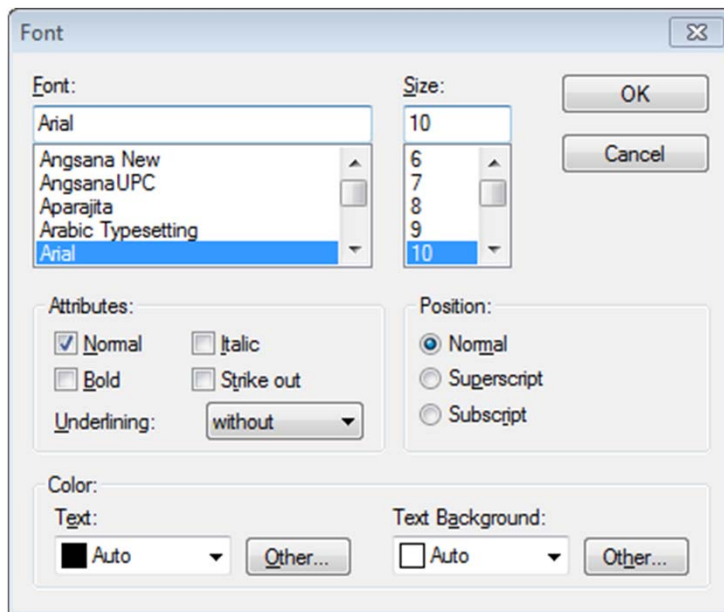 Font
Font:
Size:
Arial
10
OK
Angsana New
AngsanaUPC
Aparajita
Arabic Typesetting
Arial
6
7
8
9
10
Cancel
Attributes:
Normal
Italic
Bold
Strike out
Underlining:
without
Position:
Normal
Superscript
Subscript
Color:
Text:
Auto
Other...
Text Background:
Auto
Other...